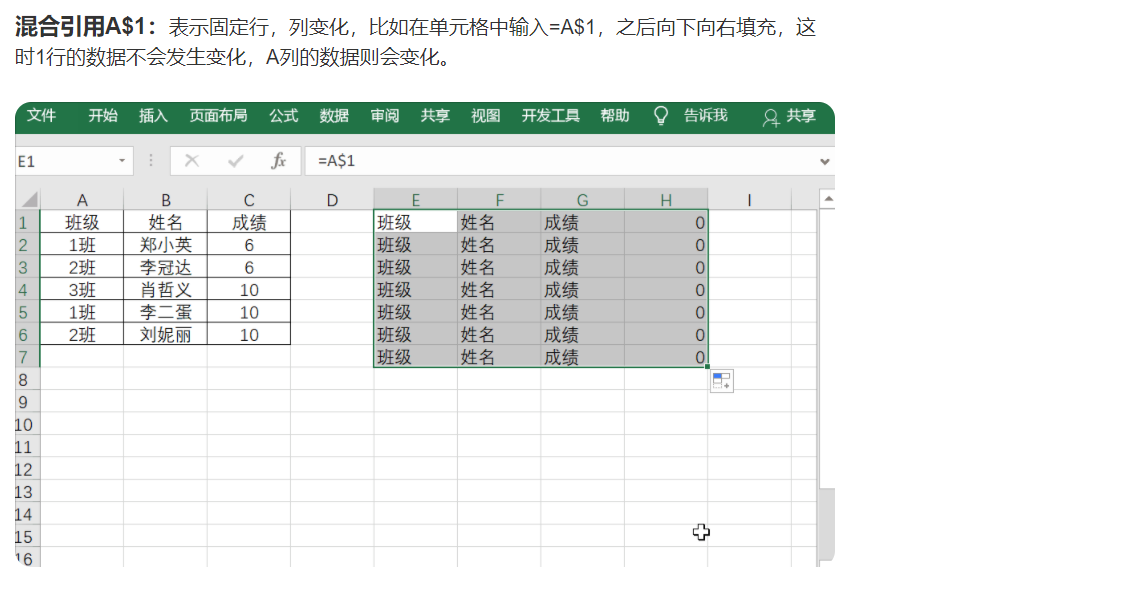 混合引用A$1：表示固定行，列变化，比如在单元格中输入=A$1，之后向下向右填充，这
时1行的数据不会发生变化，A列的数据则会变化。
文件 开始 插入 页面布局 公式 数据 审阅 共享 视图 开发工具 帮助 告诉我 共享
E1 fx =A$1
A B C D E F G H I
1 班级 姓名 成绩 班级 姓名 成绩 0
2 1班 郑小英 6 班级 姓名 成绩 0
3 2班 李冠达 6 班级 姓名 成绩 0
4 3班 肖哲义 10 班级 姓名 成绩 0
5 1班 李二蛋 10 班级 姓名 成绩 0
6 2班 刘妮丽 10 班级 姓名 成绩 0
7 班级 姓名 成绩 0
8
9
10
11
12
13
14
15
16